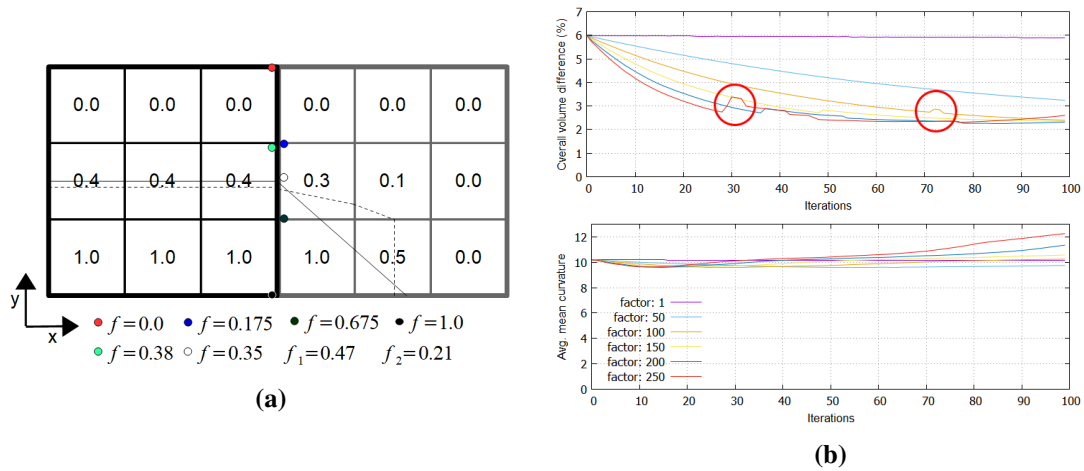 0.0 0.0 0.0 0.0 0.0 0.0
0.4 0.4 0.4 0.3 0.1 0.0
1.0 1.0 1.0 1.0 0.5 0.0
y
x
f=0.0 f=0.175 f=0.675 f=1.0
f=0.38 f=0.35 f₁=0.47 f₂=0.21
(a)
Overall volume difference (%)
7
6
5
4
3
2
1
0
0 10 20 30 40 50 60 70 80 90 100
Iterations
Avg. mean curvature
12
10
8
6
4
2
0
factor: 1
factor: 50
factor: 100
factor: 150
factor: 200
factor: 250
0 10 20 30 40 50 60 70 80 90 100
Iterations
(b)